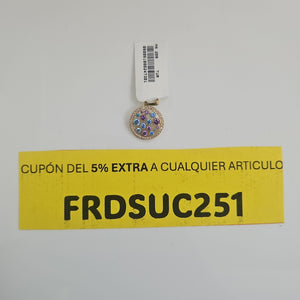 CUPÓN DEL 5% EXTRA A CUALQUIER ARTICULO
FRDSUC251